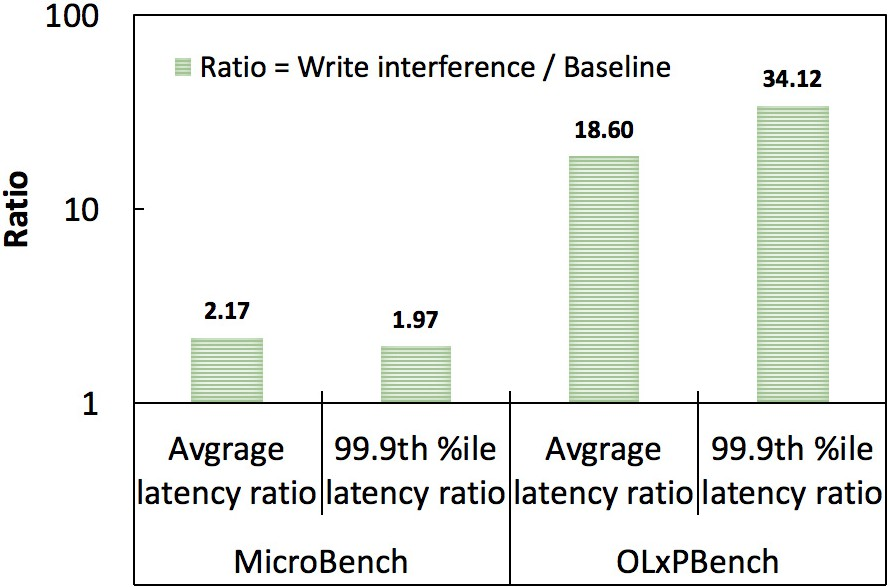 100
Ratio = Write interference / Baseline
34.12
18.60
Ratio
10
2.17
1.97
1
Avgrage latency ratio
99.9th %ile latency ratio
Avgrage latency ratio
99.9th %ile latency ratio
MicroBench
OLxPBench